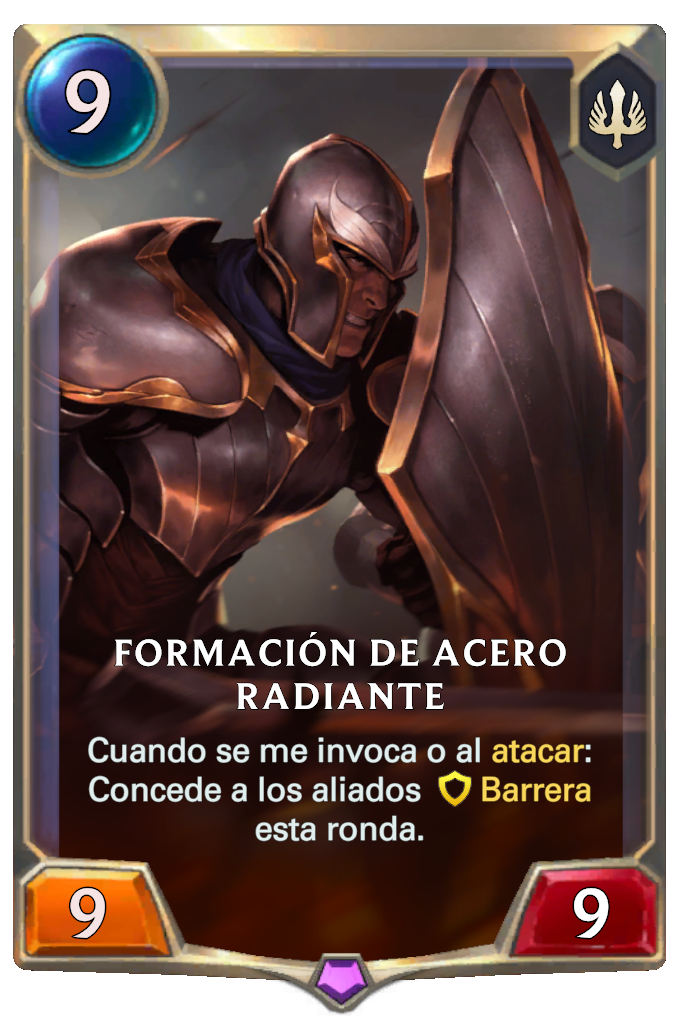 9
FORMACIÓN DE ACERO
RADIANTE
Cuando se me invoca o al atacar:
Concede a los aliados Barrera
esta ronda.
9 9